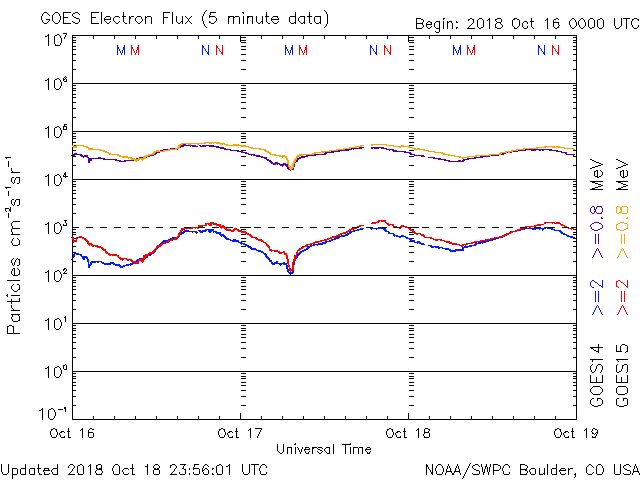 GOES Electron Flux (5 minute data)
Begin: 2018 Oct 16 0000 UTC
10⁷
M M N N M M N N M M N N
10⁶
10⁵
10⁴
10³
10²
10¹
10⁰
10⁻¹
Particles cm⁻²s⁻¹sr⁻¹
Oct 16 Oct 17 Oct 18 Oct 19
Universal Time
GOES14 >=2 >=0.8 MeV
GOES15 >=2 >=0.8 MeV
Updated 2018 Oct 18 23:56:01 UTC
NOAA/SWPC Boulder, CO USA